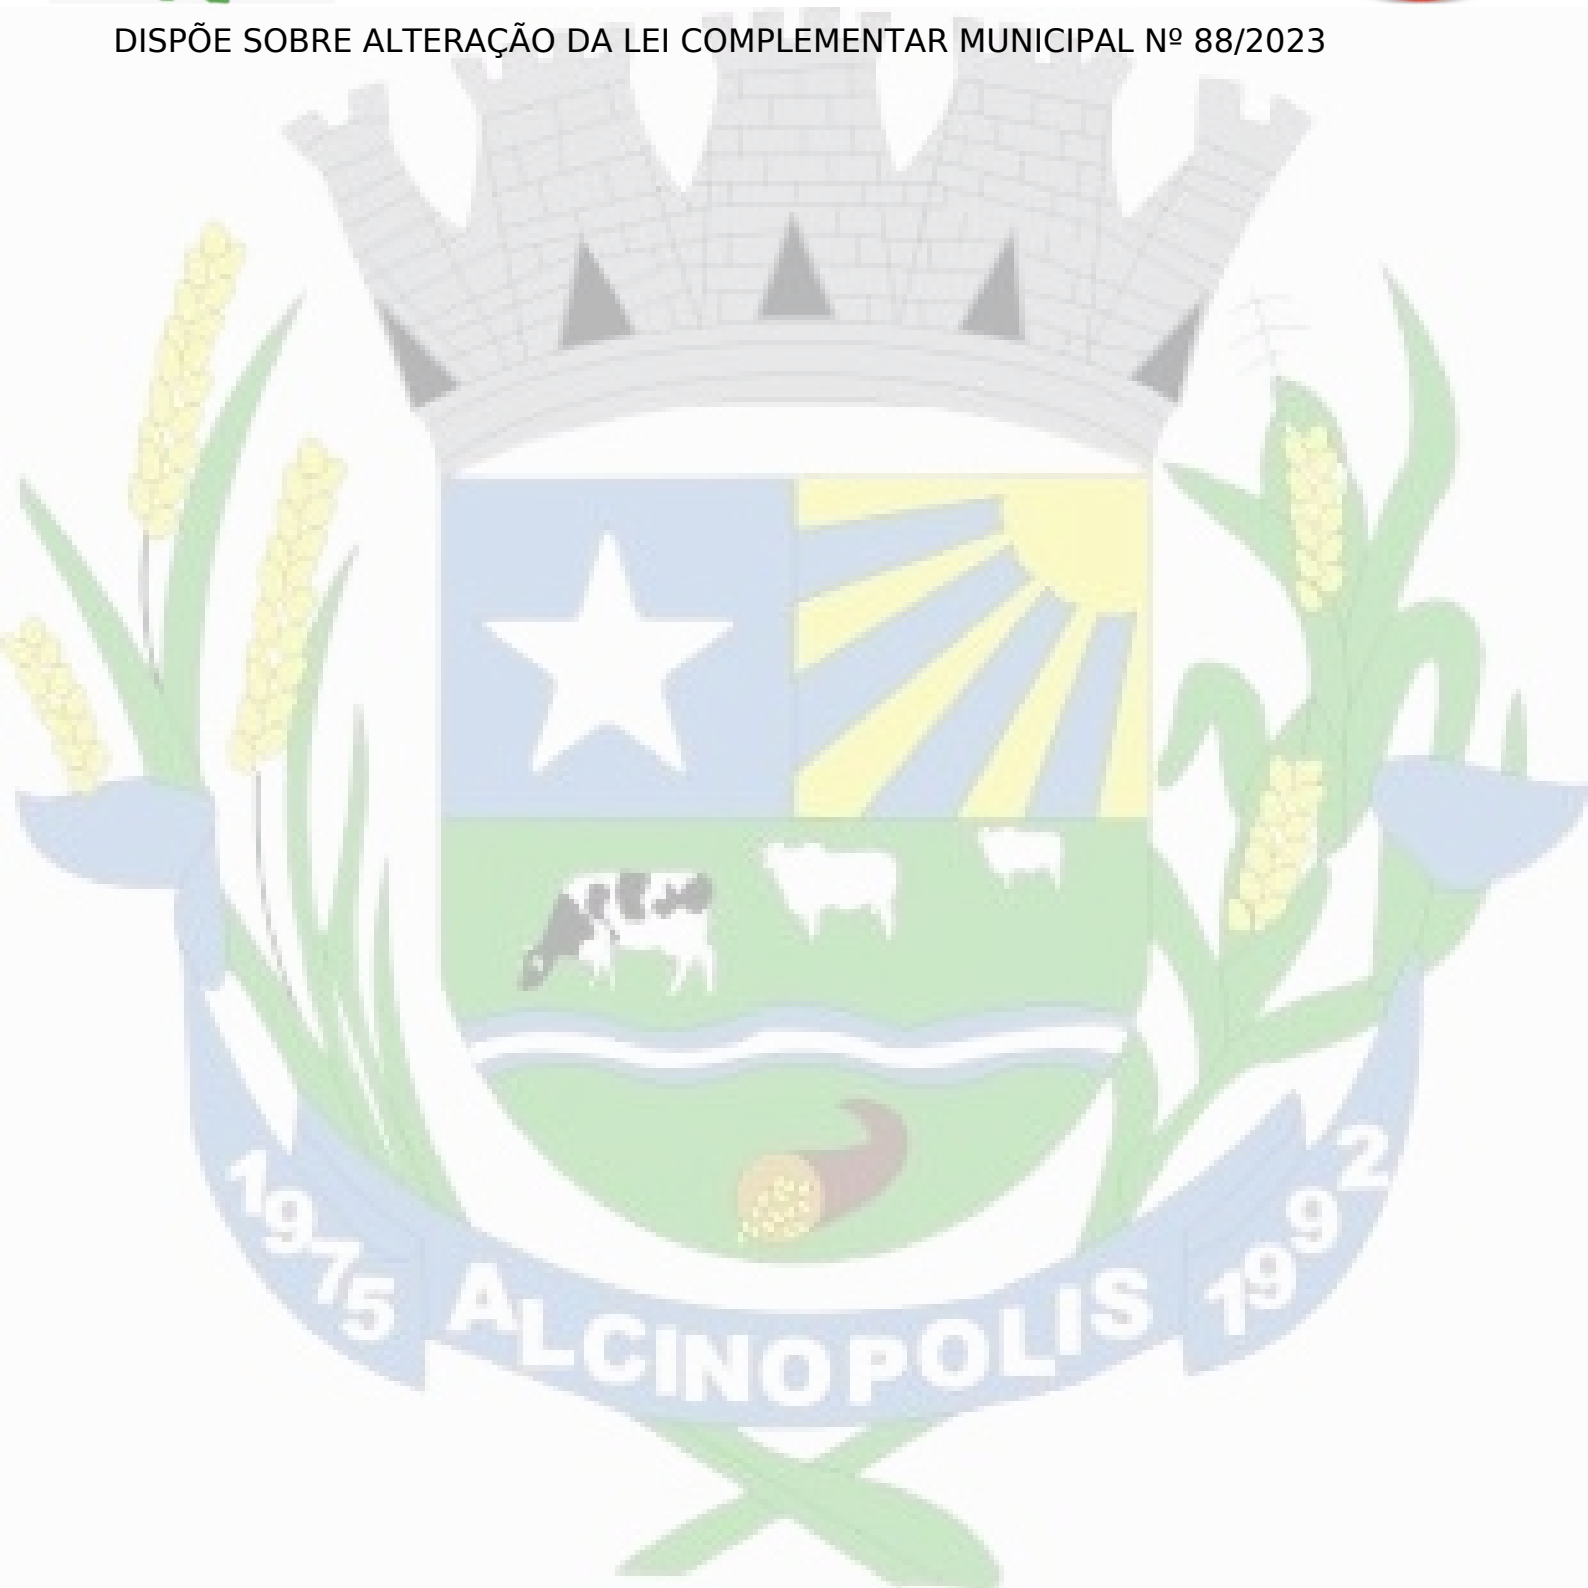 DISPÕE SOBRE ALTERAÇÃO DA LEI COMPLEMENTAR MUNICIPAL Nº 88/2023
1975 ALCINOPOLIS 1992